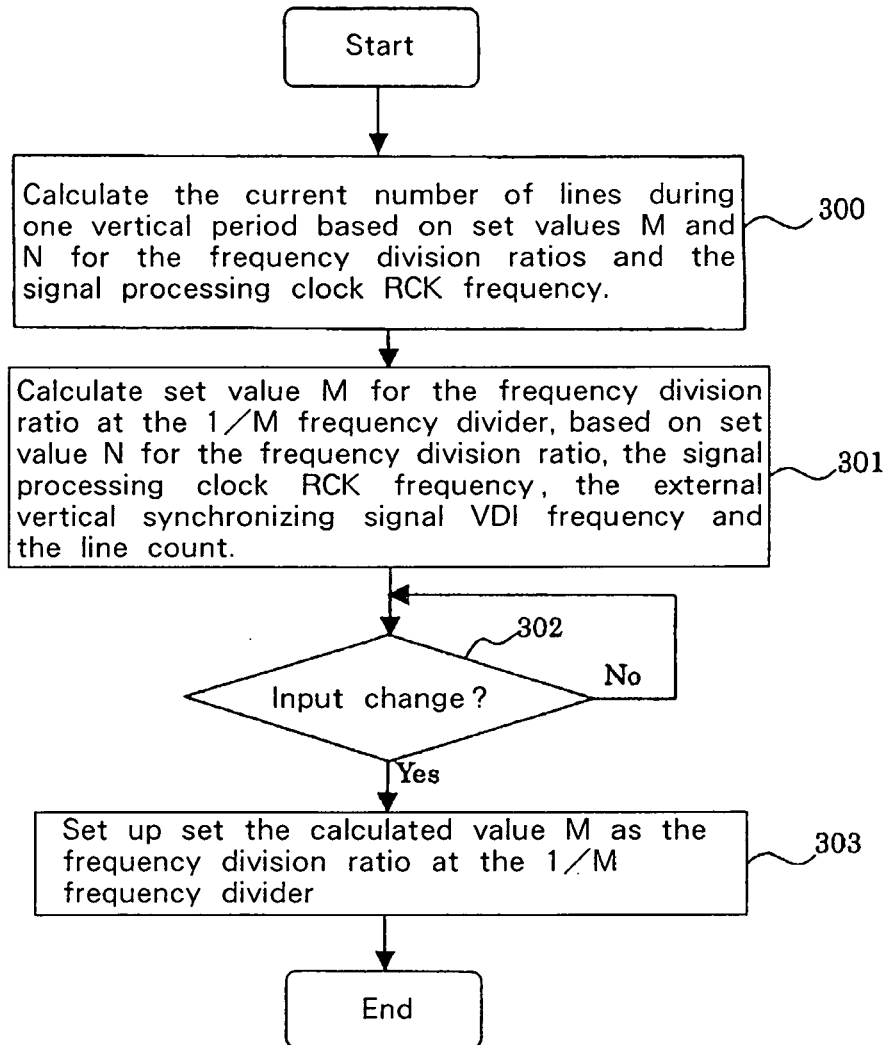 Start
Calculate the current number of lines during
one vertical period based on set values M and
N for the frequency division ratios and the
signal processing clock RCK frequency.
300
Calculate set value M for the frequency division
ratio at the 1/M frequency divider, based on set
value N for the frequency division ratio, the signal
processing clock RCK frequency, the external
vertical synchronizing signal VDI frequency and
the line count.
301
302
Input change?
No
Yes
Set up set the calculated value M as the
frequency division ratio at the 1/M
frequency divider
303
End